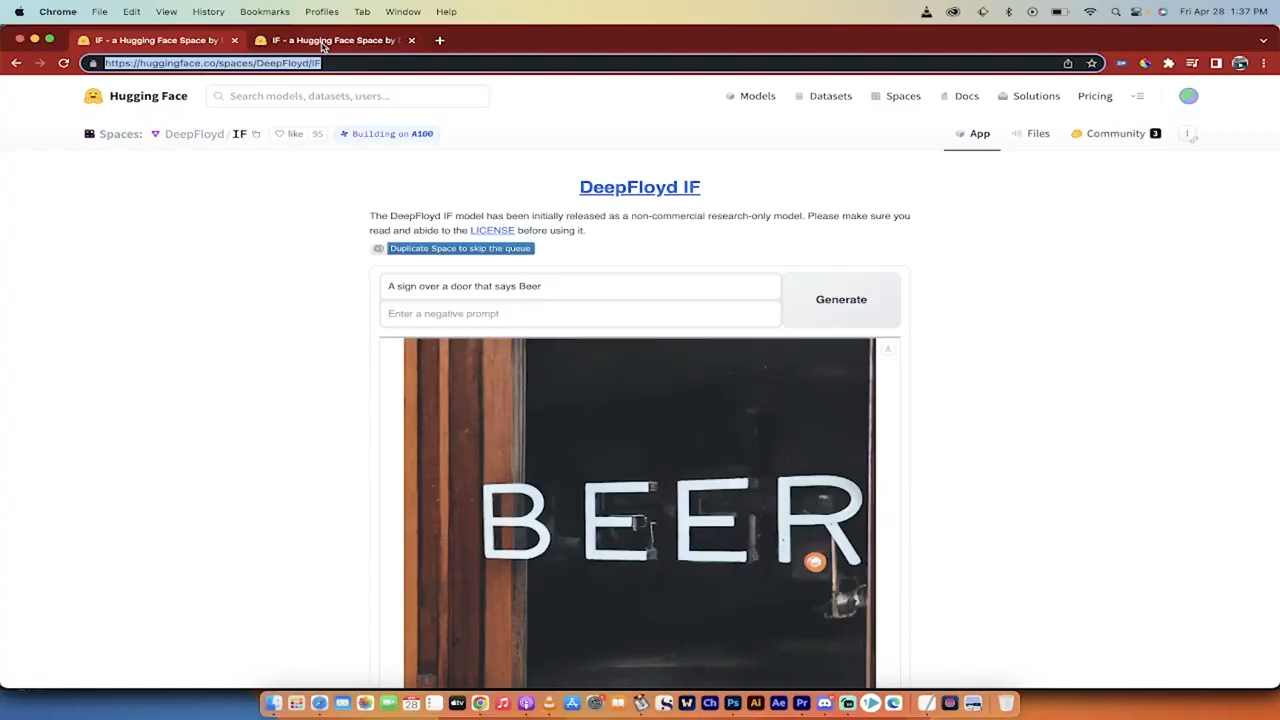 Chrome File Edit View History Bookmarks Profiles Tab Window Help Fri Apr 28 1:37 PM
IF - a Hugging Face Space by IF - a Hugging Face Space by
https://huggingface.co/spaces/DeepFloyd/IF
Hugging Face Search models, datasets, users... Models Datasets Spaces Docs Solutions Pricing
Spaces: DeepFloyd/IF like 95 Building on A100 App Files Community 3
DeepFloyd IF
The DeepFloyd IF model has been initially released as a non-commercial research-only model. Please make sure you
read and abide to the LICENSE before using it.
Duplicate Space to skip the queue
A sign over a door that says Beer
Generate
Enter a negative prompt
BEER